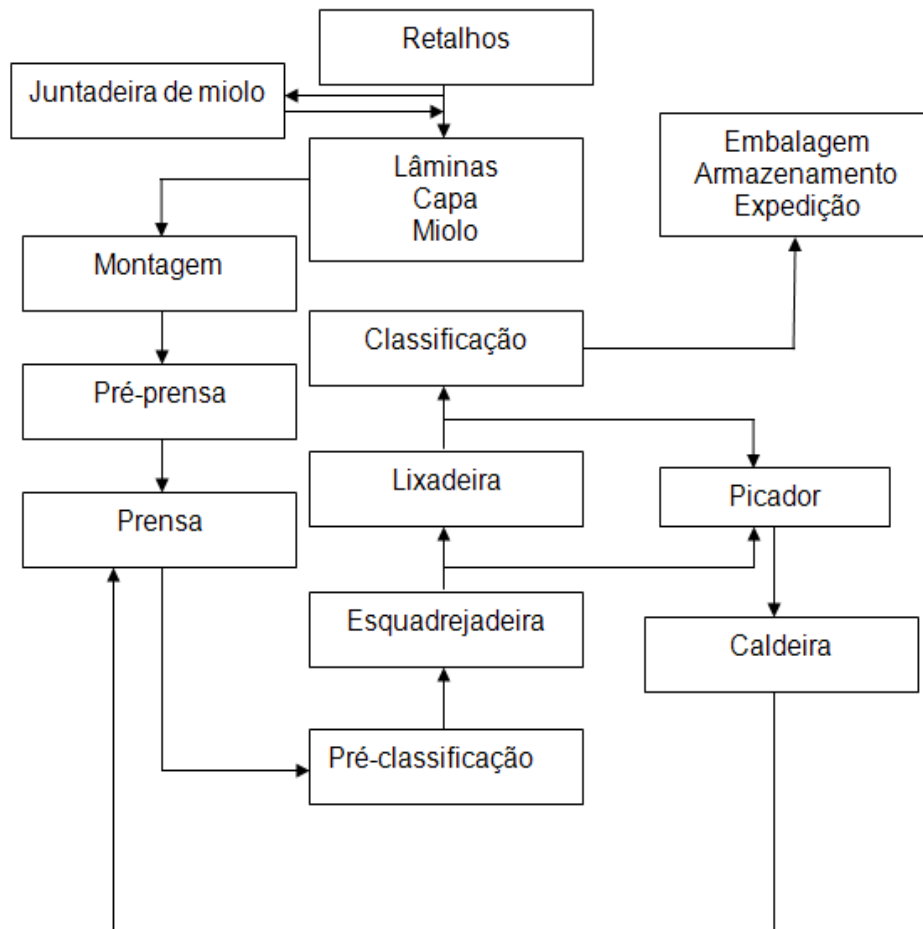 Retalhos
Juntadeira de miolo
Lâminas
Capa
Miolo
Embalagem
Armazenamento
Expedição
Montagem
Classificação
Pré-prensa
Lixadeira
Picador
Prensa
Esquadrejadeira
Caldeira
Pré-classificação